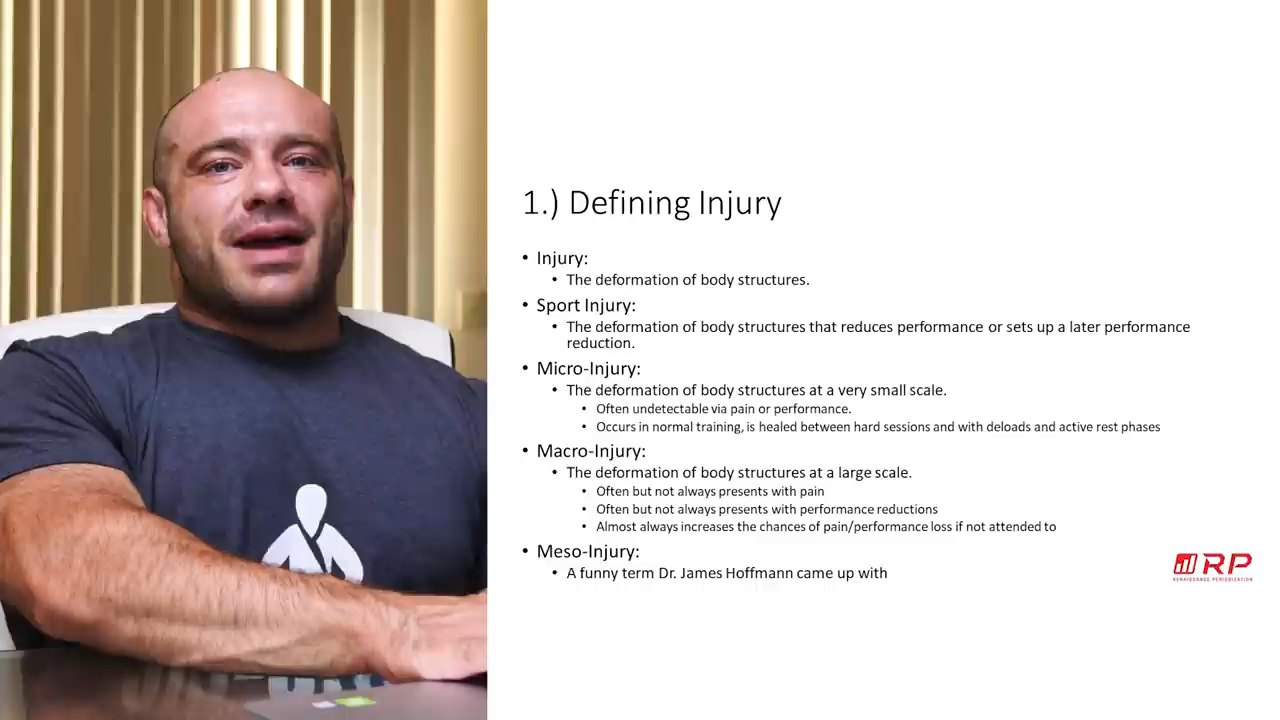 1.) Defining Injury
• Injury:
• The deformation of body structures.
• Sport Injury:
• The deformation of body structures that reduces performance or sets up a later performance
reduction.
• Micro-Injury:
• The deformation of body structures at a very small scale.
• Often undetectable via pain or performance.
• Occurs in normal training, is healed between hard sessions and with deloads and active rest phases
• Macro-Injury:
• The deformation of body structures at a large scale.
• Often but not always presents with pain
• Often but not always presents with performance reductions
• Almost always increases the chances of pain/performance loss if not attended to
• Meso-Injury:
• A funny term Dr. James Hoffmann came up with
RP
RENAISSANCE PERIODIZATION